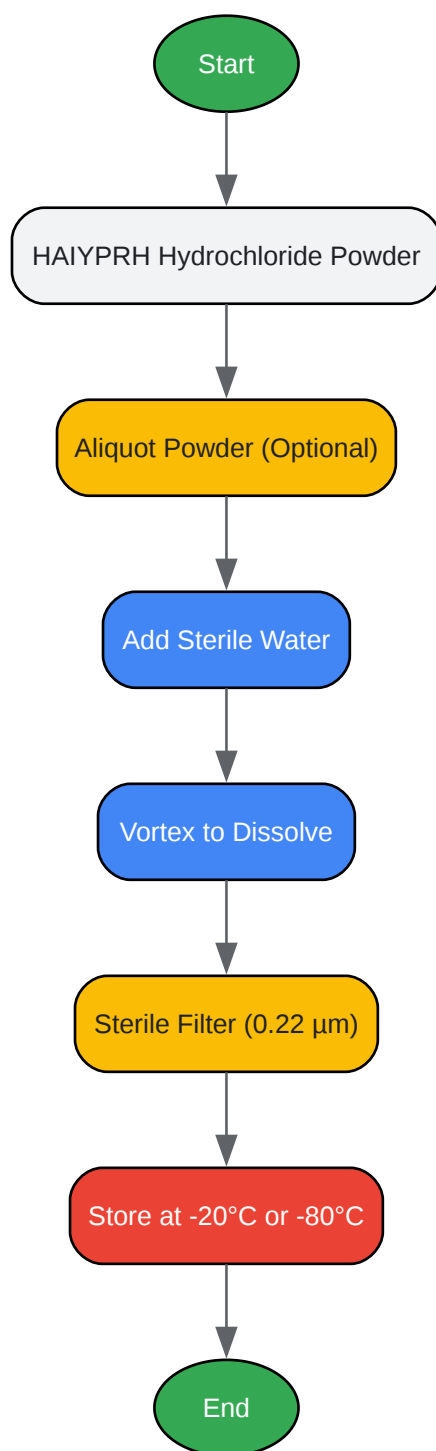 Start
HAIYPRH Hydrochloride Powder
Aliquot Powder (Optional)
Add Sterile Water
Vortex to Dissolve
Sterile Filter (0.22 µm)
Store at -20°C or -80°C
End